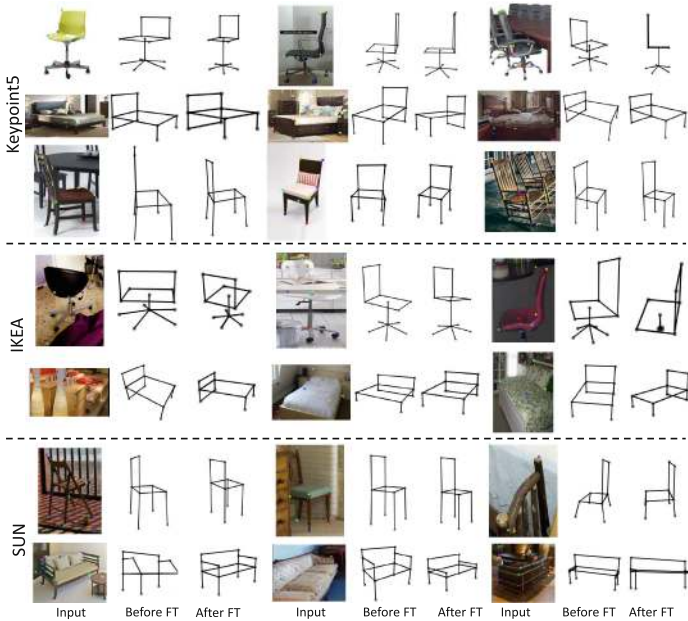 Keypoint5
IKEA
SUN
Input Before FT After FT Input Before FT After FT Input Before FT After FT